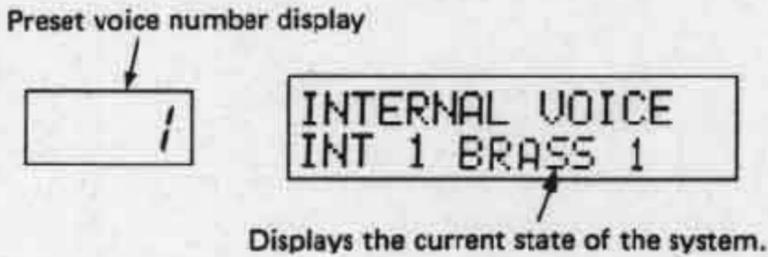 Preset voice number display
1
INTERNAL VOICE
INT 1 BRASS 1
Displays the current state of the system.